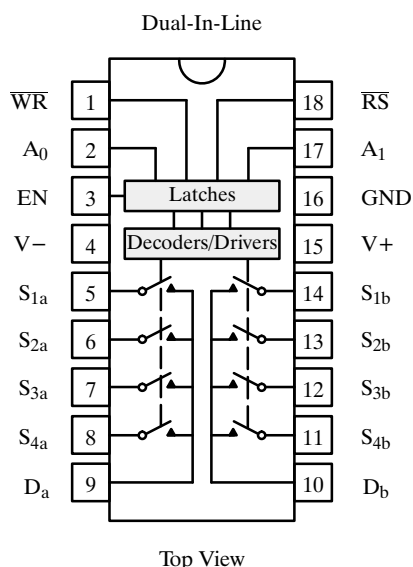 Dual-In-Line
W̅R̅ 1 18 R̅S̅
A0 2 17 A1
EN 3 Latches 16 GND
V− 4 Decoders/Drivers 15 V+
S1a 5 14 S1b
S2a 6 13 S2b
S3a 7 12 S3b
S4a 8 11 S4b
Da 9 10 Db
Top View